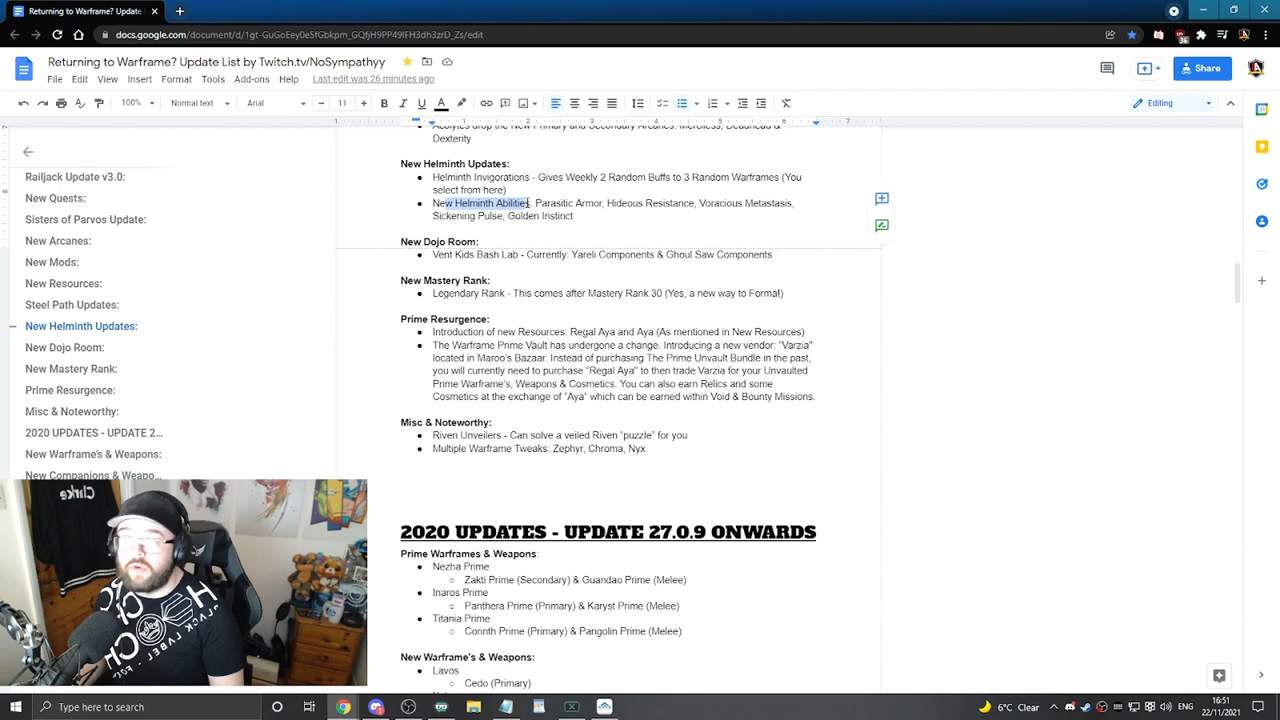 Returning to Warframe? Update List
docs.google.com/document/d/1gt-GuGoEey0eSfGbkpm_GQfjH9PP49IFH3dh3zrD_Zs/edit
Returning to Warframe? Update List by Twitch.tv/NoSympathyy
File Edit View Insert Format Tools Add-ons Help Last edit was 26 minutes ago
Share
100% Normal text Arial 11 Editing
1 1 2 3 4 5 6 7
Railjack Update v3.0:
New Quests:
Sisters of Parvos Update:
New Arcanes:
New Mods:
New Resources:
Steel Path Updates:
New Helminth Updates:
New Dojo Room:
New Mastery Rank:
Prime Resurgence:
Misc & Noteworthy:
2020 UPDATES - UPDATE 2...
New Warframe's & Weapons:
New Companions & Weapo...
Acolytes drop the New Primary and Secondary Arcanes: Merciless, Deadhead &
Dexterity
New Helminth Updates:
Helminth Invigorations - Gives Weekly 2 Random Buffs to 3 Random Warframes (You
select from here)
New Helminth Abilities: Parasitic Armor, Hideous Resistance, Voracious Metastasis,
Sickening Pulse, Golden Instinct
New Dojo Room:
Vent Kids Bash Lab - Currently: Yareli Components & Ghoul Saw Components
New Mastery Rank:
Legendary Rank - This comes after Mastery Rank 30 (Yes, a new way to Forma!)
Prime Resurgence:
Introduction of new Resources: Regal Aya and Aya (As mentioned in New Resources)
The Warframe Prime Vault has undergone a change. Introducing a new vendor: "Varzia"
located in Maroo's Bazaar. Instead of purchasing The Prime Unvault Bundle in the past,
you will currently need to purchase "Regal Aya" to then trade Varzia for your Unvaulted
Prime Warframe's, Weapons & Cosmetics. You can also earn Relics and some
Cosmetics at the exchange of "Aya" which can be earned within Void & Bounty Missions.
Misc & Noteworthy:
Riven Unveilers - Can solve a veiled Riven "puzzle" for you
Multiple Warframe Tweaks: Zephyr, Chroma, Nyx
2020 UPDATES - UPDATE 27.0.9 ONWARDS
Prime Warframes & Weapons:
Nezha Prime
Zakti Prime (Secondary) & Guandao Prime (Melee)
Inaros Prime
Panthera Prime (Primary) & Karyst Prime (Melee)
Titania Prime
Corinth Prime (Primary) & Pangolin Prime (Melee)
New Warframe's & Weapons:
Lavos
Cedo (Primary)
Type here to search
6°C Clear
16:51
22/11/2021